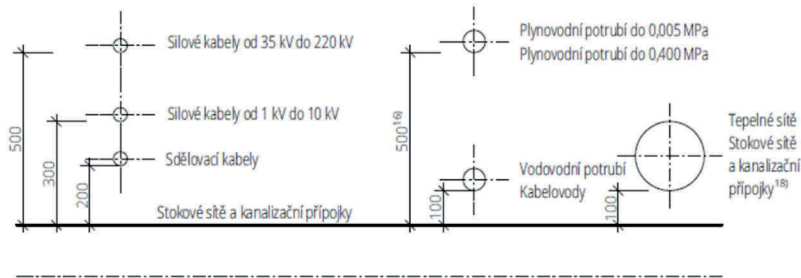 Silové kabely od 35 kV do 220 kV
Silové kabely od 1 kV do 10 kV
Sdělovací kabely
500
300
200
Stokové sítě a kanalizační přípojky
Plynovodní potrubí do 0,005 MPa
Plynovodní potrubí do 0,400 MPa
500¹⁶⁾
Vodovodní potrubí
Kabelovody
100
Tepelné sítě
Stokové sítě
a kanalizační
přípojky¹⁸⁾
100